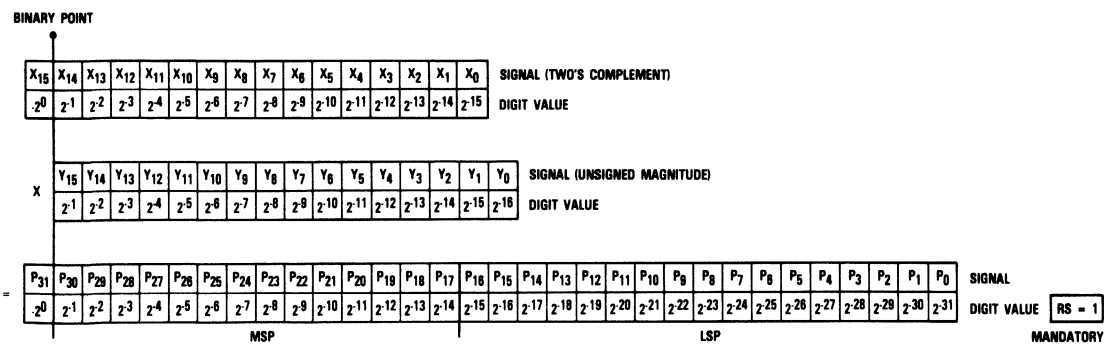 BINARY POINT
X15 X14 X13 X12 X11 X10 X9 X8 X7 X6 X5 X4 X3 X2 X1 X0 SIGNAL (TWO'S COMPLEMENT)
-2^0 2^-1 2^-2 2^-3 2^-4 2^-5 2^-6 2^-7 2^-8 2^-9 2^-10 2^-11 2^-12 2^-13 2^-14 2^-15 DIGIT VALUE
X Y15 Y14 Y13 Y12 Y11 Y10 Y9 Y8 Y7 Y6 Y5 Y4 Y3 Y2 Y1 Y0 SIGNAL (UNSIGNED MAGNITUDE)
2^-1 2^-2 2^-3 2^-4 2^-5 2^-6 2^-7 2^-8 2^-9 2^-10 2^-11 2^-12 2^-13 2^-14 2^-15 2^-16 DIGIT VALUE
= P31 P30 P29 P28 P27 P26 P25 P24 P23 P22 P21 P20 P19 P18 P17 P16 P15 P14 P13 P12 P11 P10 P9 P8 P7 P6 P5 P4 P3 P2 P1 P0 SIGNAL
-2^0 2^-1 2^-2 2^-3 2^-4 2^-5 2^-6 2^-7 2^-8 2^-9 2^-10 2^-11 2^-12 2^-13 2^-14 2^-15 2^-16 2^-17 2^-18 2^-19 2^-20 2^-21 2^-22 2^-23 2^-24 2^-25 2^-26 2^-27 2^-28 2^-29 2^-30 2^-31 DIGIT VALUE RS = 1
MSP LSP MANDATORY